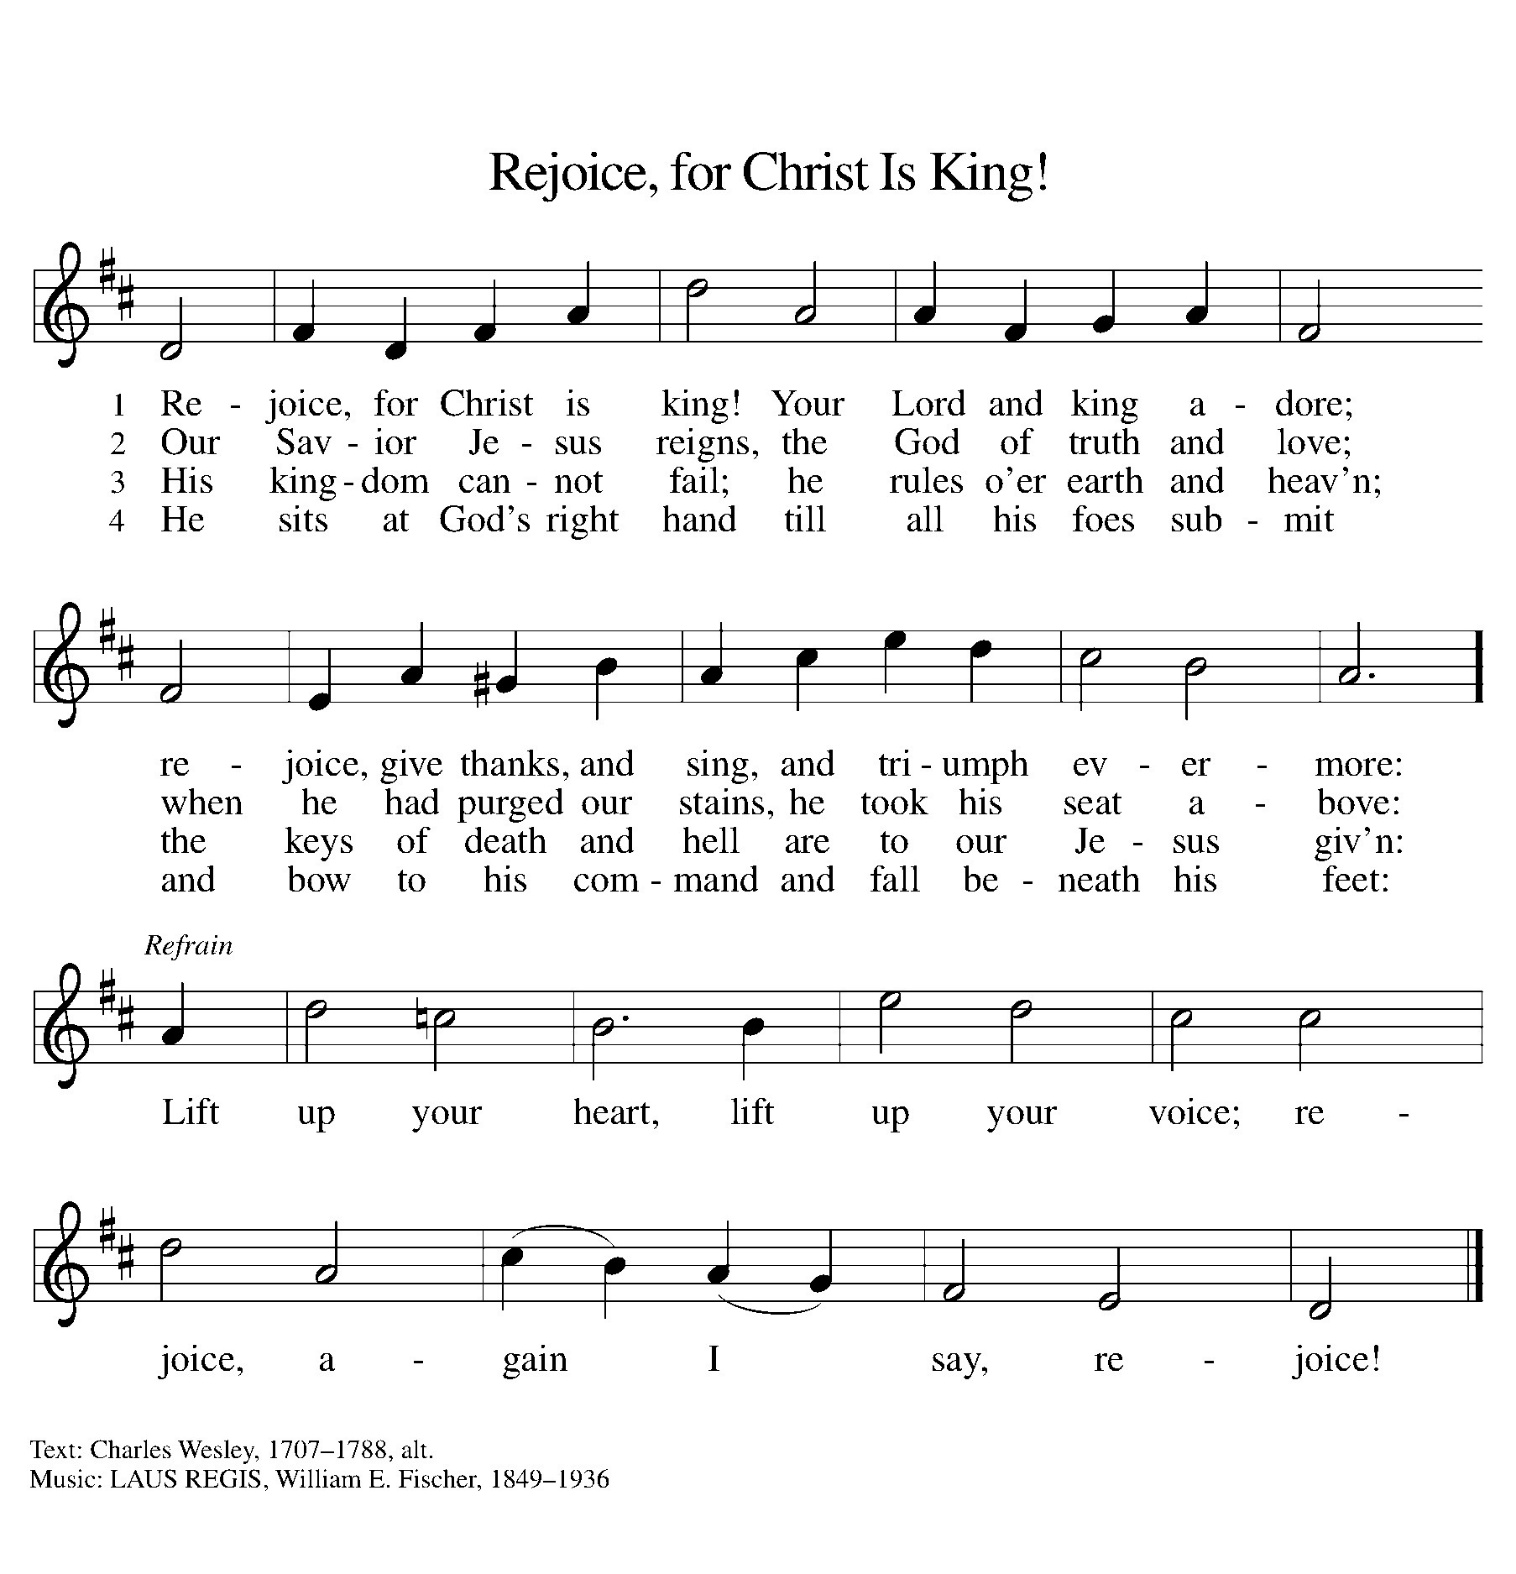 Rejoice, for Christ Is King!
1 Re - joice, for Christ is king! Your Lord and king a - dore;
2 Our Sav - ior Je - sus reigns, the God of truth and love;
3 His king - dom can - not fail; he rules o'er earth and heav'n;
4 He sits at God's right hand till all his foes sub - mit
re - joice, give thanks, and sing, and tri - umph ev - er - more:
when he had purged our stains, he took his seat a - bove:
the keys of death and hell are to our Je - sus giv'n:
and bow to his com - mand and fall be - neath his feet:
Refrain
Lift up your heart, lift up your voice; re -
joice, a - gain I say, re - joice!
Text: Charles Wesley, 1707–1788, alt.
Music: LAUS REGIS, William E. Fischer, 1849–1936